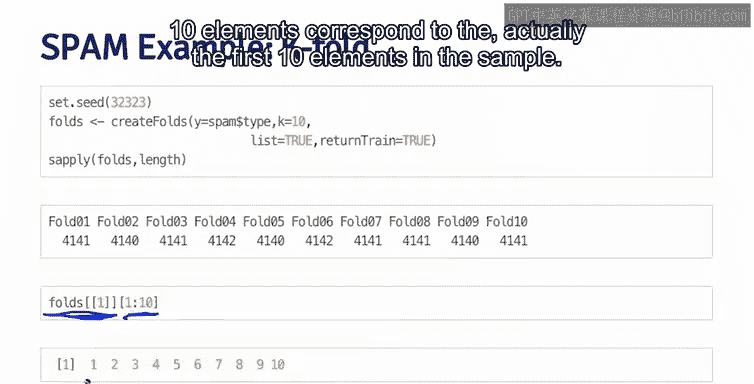 10 elements correspond to the, actually
the first 10 elements in the sample.
SPAM Example: K-fold
set.seed(32323)
folds <- createFolds(y=spam$type,k=10,
list=TRUE,returnTrain=TRUE)
sapply(folds,length)
Fold01 Fold02 Fold03 Fold04 Fold05 Fold06 Fold07 Fold08 Fold09 Fold10
4141 4140 4141 4142 4140 4142 4141 4141 4140 4141
folds[[1]][1:10]
[1] 1 2 3 4 5 6 7 8 9 10